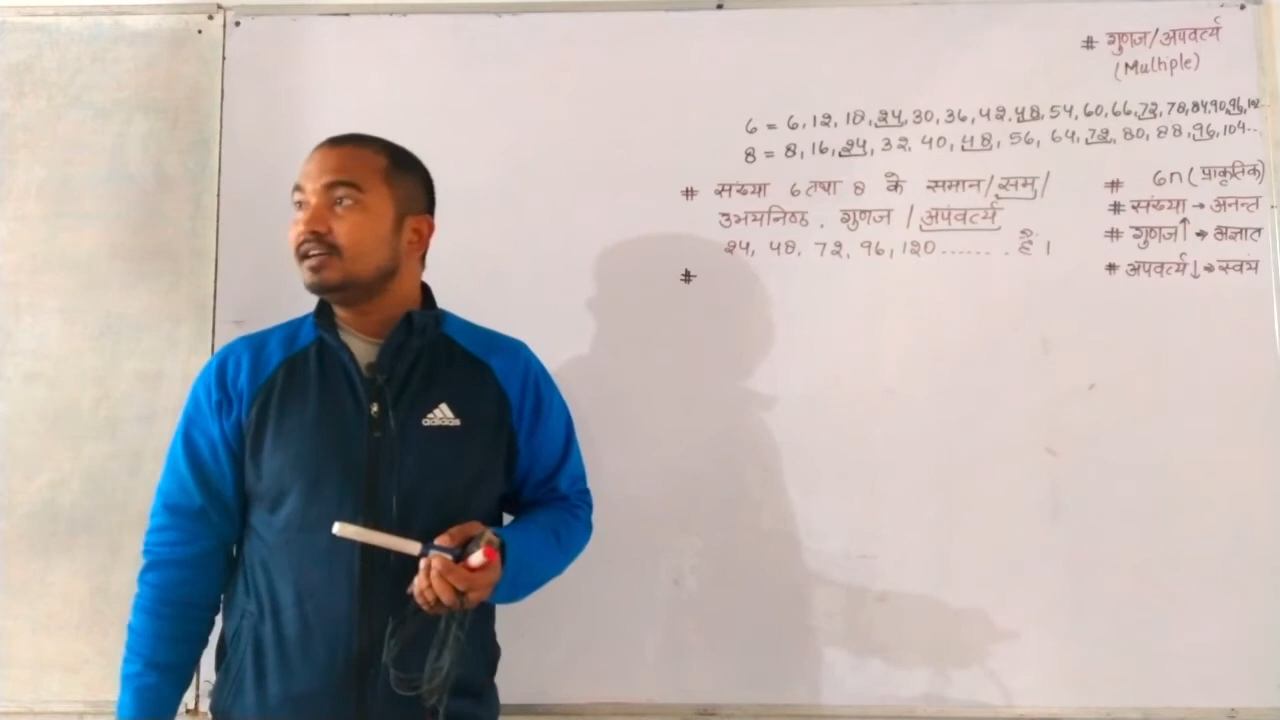 # गुणज/अपवर्त्य
(Multiple)
6 = 6, 12, 18, 24, 30, 36, 42, 48, 54, 60, 66, 72, 78, 84, 90, 96, 102...
8 = 8, 16, 24, 32, 40, 48, 56, 64, 72, 80, 88, 96, 104...
# संख्या 6 तथा 8 के समान/समु/
उभयनिष्ठ. गुणज / अपवर्त्य
24, 48, 72, 96, 120....... हैं।
#
# 6n (प्राकृतिक)
# संख्या → अनन्त
# गुणज↑ → अज्ञात
# अपवर्त्य↓ → स्वयं
adidas